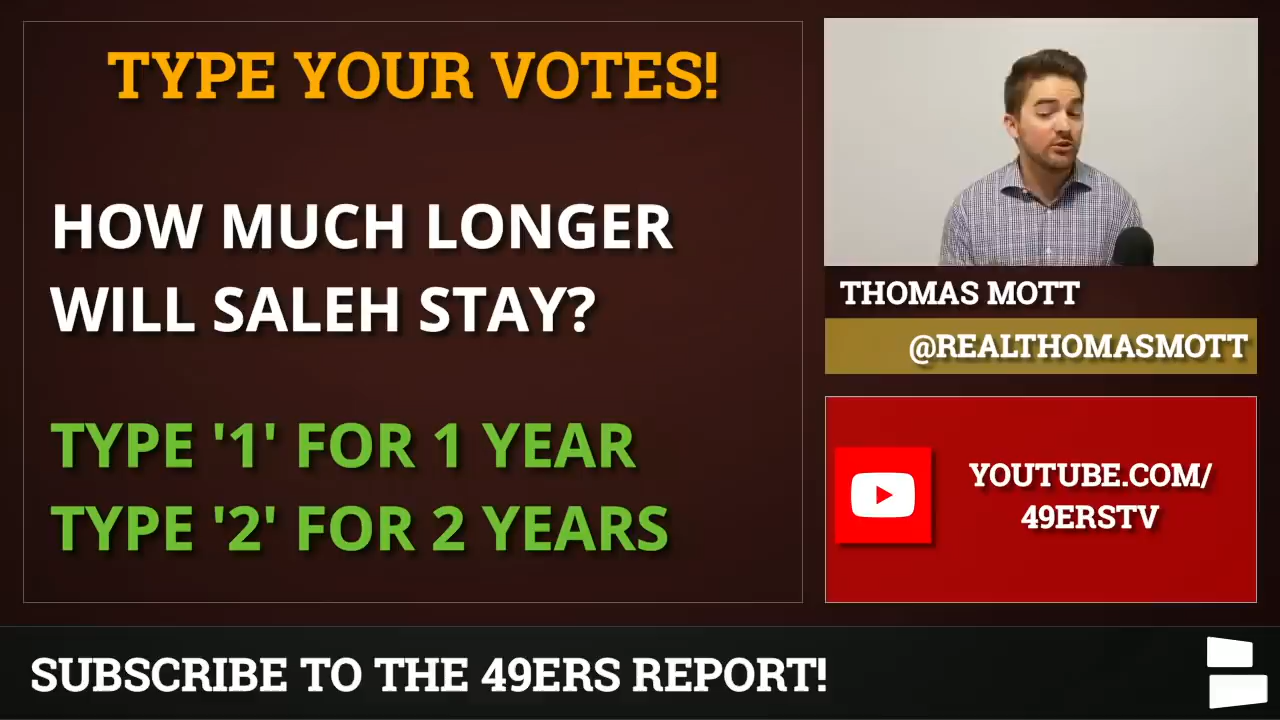 TYPE YOUR VOTES!
HOW MUCH LONGER
WILL SALEH STAY?
TYPE '1' FOR 1 YEAR
TYPE '2' FOR 2 YEARS
THOMAS MOTT
@REALTHOMASMOTT
YOUTUBE.COM/
49ERSTV
SUBSCRIBE TO THE 49ERS REPORT!